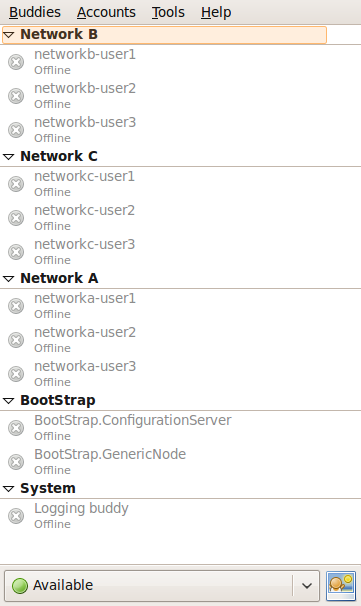 Buddies Accounts Tools Help
Network B
networkb-user1
Offline
networkb-user2
Offline
networkb-user3
Offline
Network C
networkc-user1
Offline
networkc-user2
Offline
networkc-user3
Offline
Network A
networka-user1
Offline
networka-user2
Offline
networka-user3
Offline
BootStrap
BootStrap.ConfigurationServer
Offline
BootStrap.GenericNode
Offline
System
Logging buddy
Offline
Available